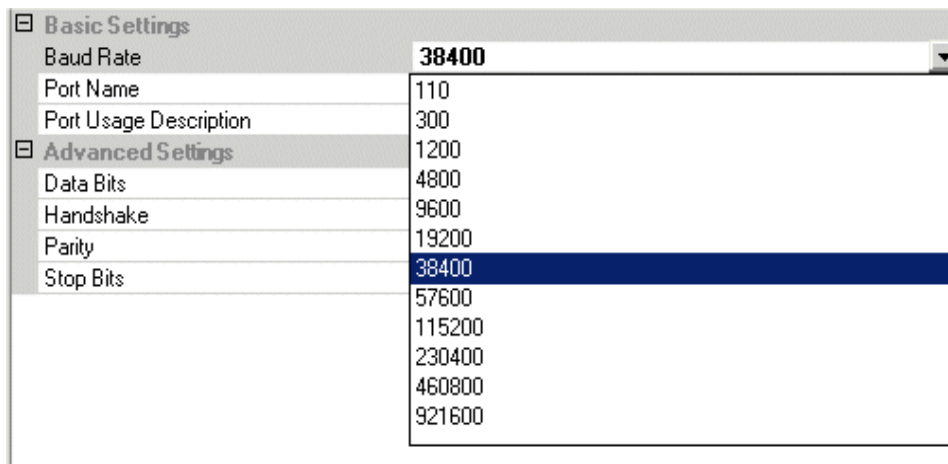 Basic Settings
Baud Rate 38400
Port Name 110
Port Usage Description 300
Advanced Settings 1200
Data Bits 4800
Handshake 9600
Parity 19200
Stop Bits 38400
57600
115200
230400
460800
921600